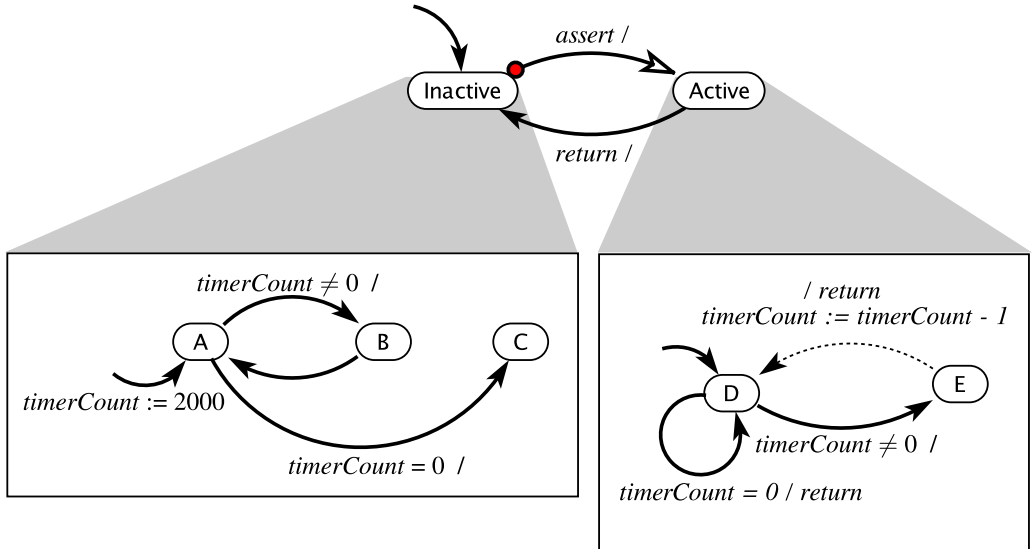 assert /
Inactive
Active
return /
timerCount ≠ 0 /
A
B
C
timerCount := 2000
timerCount = 0 /
/ return
timerCount := timerCount - 1
D
E
timerCount ≠ 0 /
timerCount = 0 / return